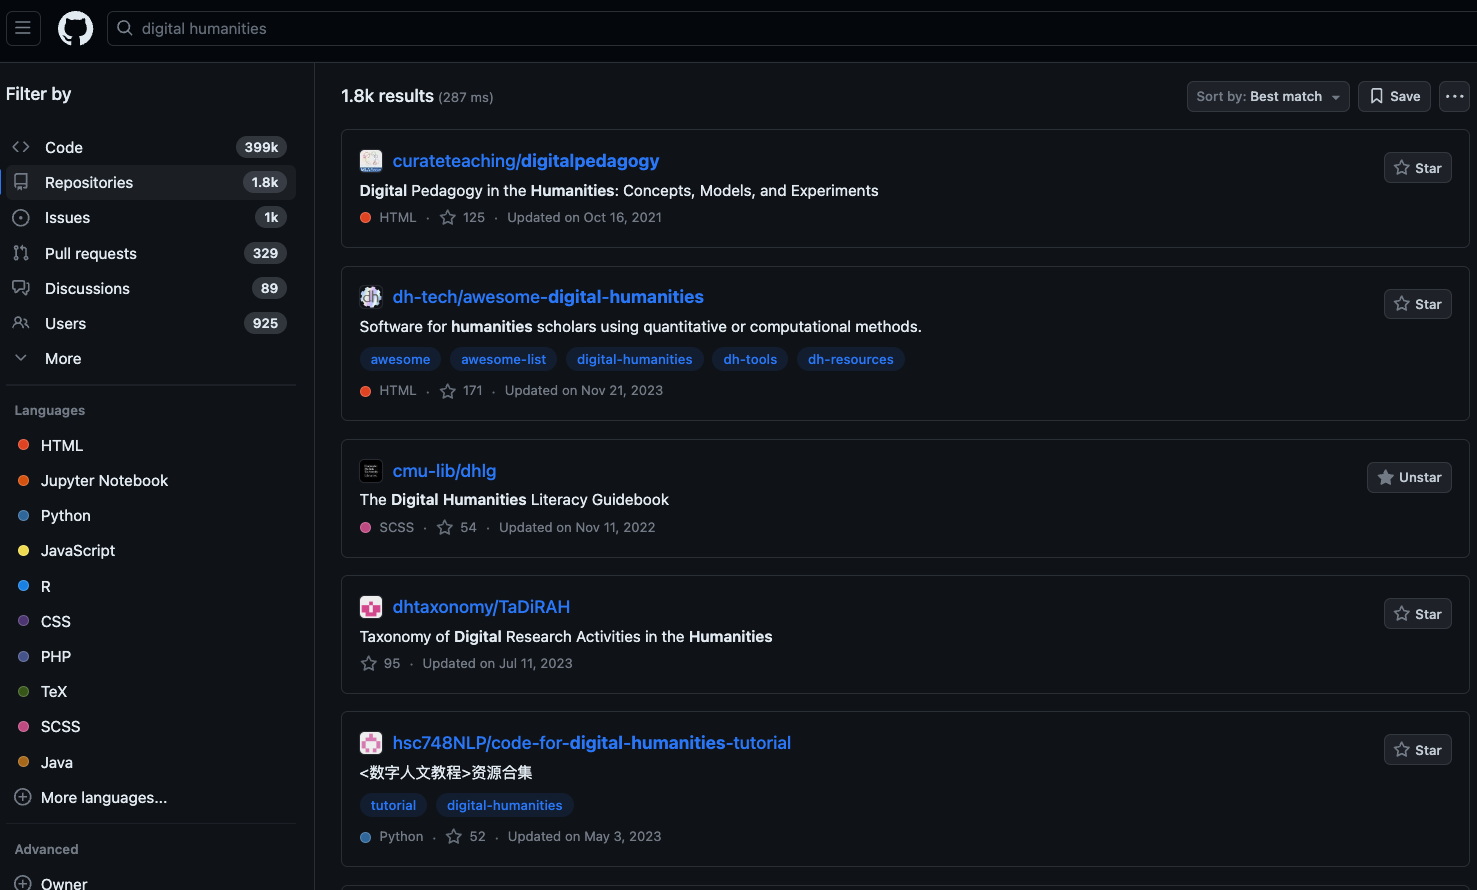 digital humanities
Filter by
Code 399k
Repositories 1.8k
Issues 1k
Pull requests 329
Discussions 89
Users 925
More
Languages
HTML
Jupyter Notebook
Python
JavaScript
R
CSS
PHP
TeX
SCSS
Java
More languages...
Advanced
Owner
1.8k results (287 ms)
Sort by: Best match
Save
curateteaching/digitalpedagogy
Star
Digital Pedagogy in the Humanities: Concepts, Models, and Experiments
HTML · 125 · Updated on Oct 16, 2021
dh-tech/awesome-digital-humanities
Star
Software for humanities scholars using quantitative or computational methods.
awesome awesome-list digital-humanities dh-tools dh-resources
HTML · 171 · Updated on Nov 21, 2023
cmu-lib/dhlg
Unstar
The Digital Humanities Literacy Guidebook
SCSS · 54 · Updated on Nov 11, 2022
dhtaxonomy/TaDiRAH
Star
Taxonomy of Digital Research Activities in the Humanities
95 · Updated on Jul 11, 2023
hsc748NLP/code-for-digital-humanities-tutorial
Star
<数字人文教程>资源合集
tutorial digital-humanities
Python · 52 · Updated on May 3, 2023